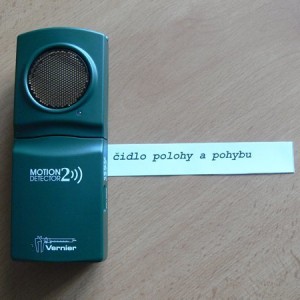 čidlo polohy a pohybu
MOTION
DETECTOR 2
Vernier